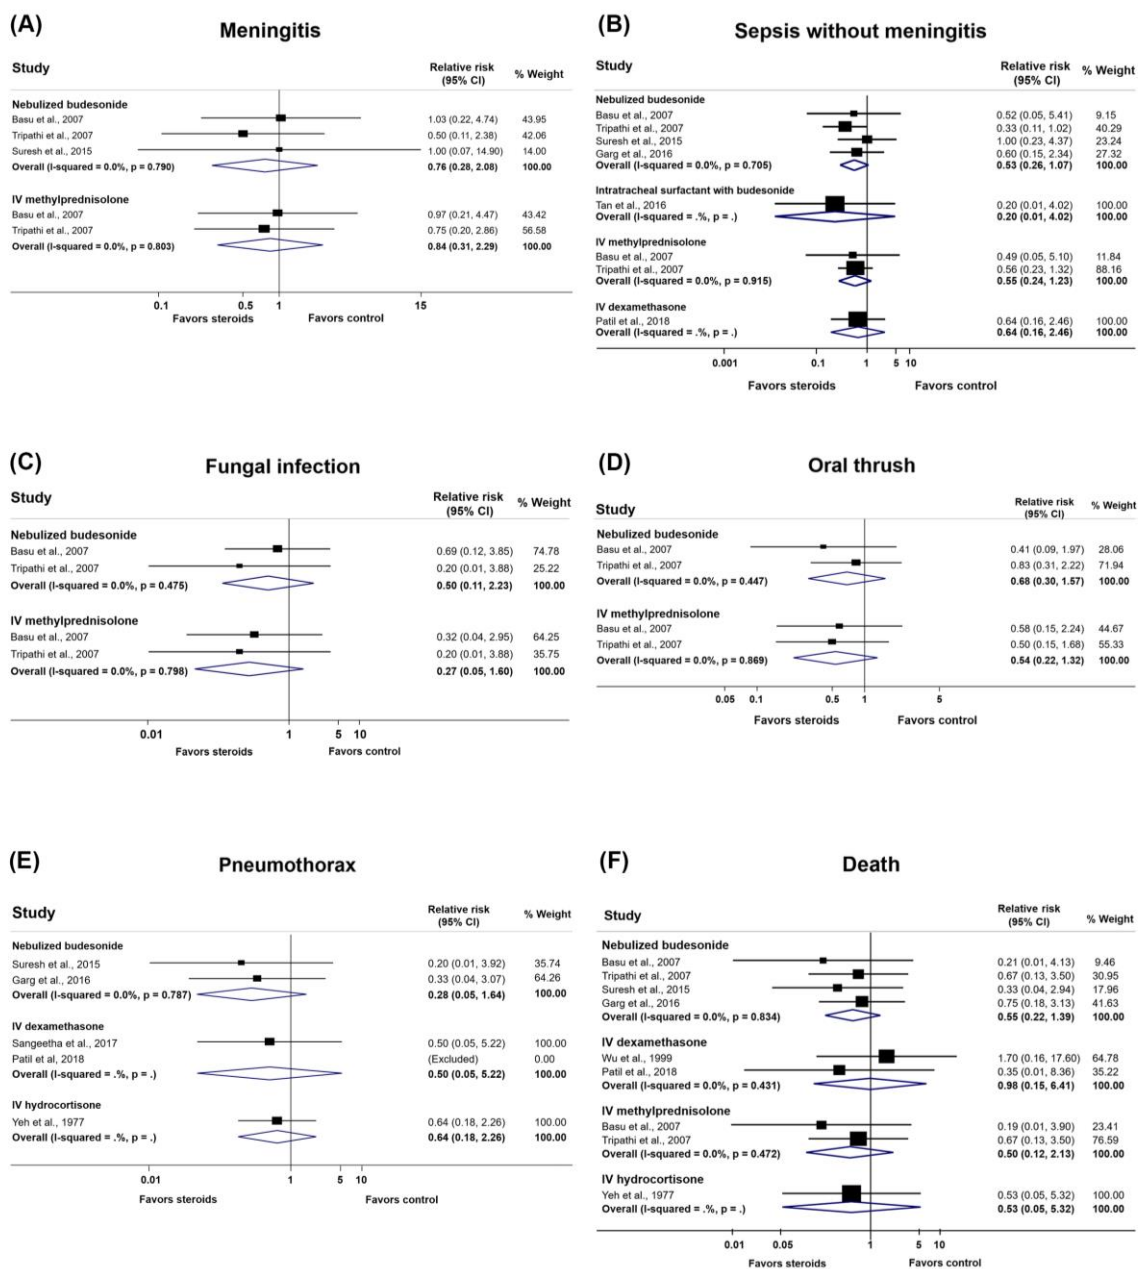 (A)
Meningitis
Study
Relative risk
(95% CI)
% Weight
Nebulized budesonide
Basu et al., 2007 1.03 (0.22, 4.74) 43.95
Tripathi et al., 2007 0.50 (0.11, 2.38) 42.06
Suresh et al., 2015 1.00 (0.07, 14.90) 14.00
Overall (I-squared = 0.0%, p = 0.790) 0.76 (0.28, 2.08) 100.00
IV methylprednisolone
Basu et al., 2007 0.97 (0.21, 4.47) 43.42
Tripathi et al., 2007 0.75 (0.20, 2.86) 56.58
Overall (I-squared = 0.0%, p = 0.803) 0.84 (0.31, 2.29) 100.00
0.1 0.5 1 15
Favors steroids Favors control
(B)
Sepsis without meningitis
Study
Relative risk
(95% CI)
% Weight
Nebulized budesonide
Basu et al., 2007 0.52 (0.05, 5.41) 9.15
Tripathi et al., 2007 0.33 (0.11, 1.02) 40.29
Suresh et al., 2015 1.00 (0.23, 4.37) 23.24
Garg et al., 2016 0.60 (0.15, 2.34) 27.32
Overall (I-squared = 0.0%, p = 0.705) 0.53 (0.26, 1.07) 100.00
Intratracheal surfactant with budesonide
Tan et al., 2016 0.20 (0.01, 4.02) 100.00
Overall (I-squared = .%, p = .) 0.20 (0.01, 4.02) 100.00
IV methylprednisolone
Basu et al., 2007 0.49 (0.05, 5.10) 11.84
Tripathi et al., 2007 0.56 (0.23, 1.32) 88.16
Overall (I-squared = 0.0%, p = 0.915) 0.55 (0.24, 1.23) 100.00
IV dexamethasone
Patil et al., 2018 0.64 (0.16, 2.46) 100.00
Overall (I-squared = .%, p = .) 0.64 (0.16, 2.46) 100.00
0.001 0.1 1 5 10
Favors steroids Favors control
(C)
Fungal infection
Study
Relative risk
(95% CI)
% Weight
Nebulized budesonide
Basu et al., 2007 0.69 (0.12, 3.85) 74.78
Tripathi et al., 2007 0.20 (0.01, 3.88) 25.22
Overall (I-squared = 0.0%, p = 0.475) 0.50 (0.11, 2.23) 100.00
IV methylprednisolone
Basu et al., 2007 0.32 (0.04, 2.95) 64.25
Tripathi et al., 2007 0.20 (0.01, 3.88) 35.75
Overall (I-squared = 0.0%, p = 0.798) 0.27 (0.05, 1.60) 100.00
0.01 1 5 10
Favors steroids Favors control
(D)
Oral thrush
Study
Relative risk
(95% CI)
% Weight
Nebulized budesonide
Basu et al., 2007 0.41 (0.09, 1.97) 28.06
Tripathi et al., 2007 0.83 (0.31, 2.22) 71.94
Overall (I-squared = 0.0%, p = 0.447) 0.68 (0.30, 1.57) 100.00
IV methylprednisolone
Basu et al., 2007 0.58 (0.15, 2.24) 44.67
Tripathi et al., 2007 0.50 (0.15, 1.68) 55.33
Overall (I-squared = 0.0%, p = 0.869) 0.54 (0.22, 1.32) 100.00
0.05 0.1 0.5 1 5
Favors steroids Favors control
(E)
Pneumothorax
Study
Relative risk
(95% CI)
% Weight
Nebulized budesonide
Suresh et al., 2015 0.20 (0.01, 3.92) 35.74
Garg et al., 2016 0.33 (0.04, 3.07) 64.26
Overall (I-squared = 0.0%, p = 0.787) 0.28 (0.05, 1.64) 100.00
IV dexamethasone
Sangeetha et al., 2017 0.50 (0.05, 5.22) 100.00
Patil et al, 2018 (Excluded) 0.00
Overall (I-squared = .%, p = .) 0.50 (0.05, 5.22) 100.00
IV hydrocortisone
Yeh et al., 1977 0.64 (0.18, 2.26) 100.00
Overall (I-squared = .%, p = .) 0.64 (0.18, 2.26) 100.00
0.01 1 5 10
Favors steroids Favors control
(F)
Death
Study
Relative risk
(95% CI)
% Weight
Nebulized budesonide
Basu et al., 2007 0.21 (0.01, 4.13) 9.46
Tripathi et al., 2007 0.67 (0.13, 3.50) 30.95
Suresh et al., 2015 0.33 (0.04, 2.94) 17.96
Garg et al., 2016 0.75 (0.18, 3.13) 41.63
Overall (I-squared = 0.0%, p = 0.834) 0.55 (0.22, 1.39) 100.00
IV dexamethasone
Wu et al., 1999 1.70 (0.16, 17.60) 64.78
Patil et al., 2018 0.35 (0.01, 8.36) 35.22
Overall (I-squared = 0.0%, p = 0.431) 0.98 (0.15, 6.41) 100.00
IV methylprednisolone
Basu et al., 2007 0.19 (0.01, 3.90) 23.41
Tripathi et al., 2007 0.67 (0.13, 3.50) 76.59
Overall (I-squared = 0.0%, p = 0.472) 0.50 (0.12, 2.13) 100.00
IV hydrocortisone
Yeh et al., 1977 0.53 (0.05, 5.32) 100.00
Overall (I-squared = .%, p = .) 0.53 (0.05, 5.32) 100.00
0.01 0.05 1 5 10
Favors steroids Favors control